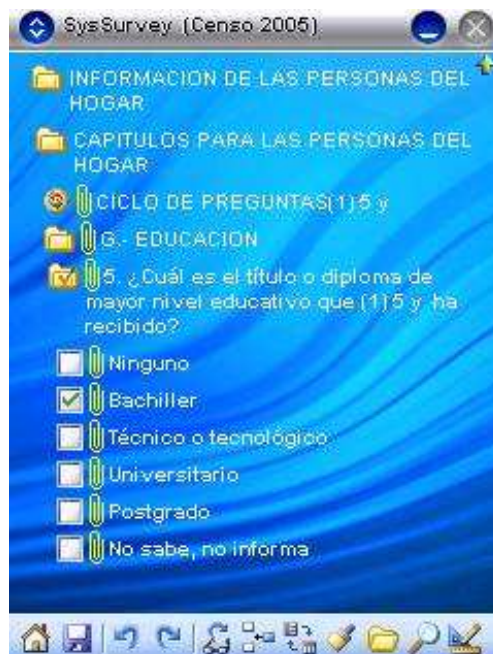 SysSurvey (Censo 2005)
INFORMACION DE LAS PERSONAS DEL
HOGAR
CAPITULOS PARA LAS PERSONAS DEL
HOGAR
CICLO DE PREGUNTAS(1)5 y
G.- EDUCACION
5. ¿Cuál es el título o diploma de
mayor nivel educativo que (1)5 y ha
recibido?
Ninguno
Bachiller
Técnico o tecnológico
Universitario
Postgrado
No sabe, no informa